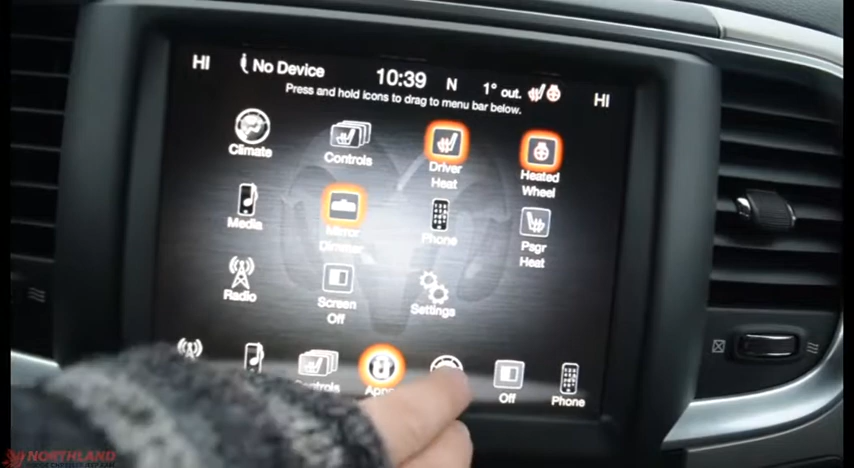 HI No Device 10:39 N 1° out. HI
Press and hold icons to drag to menu bar below.
Climate
Controls
Driver
Heat
Heated
Wheel
Media
Mirror
Dimmer
Phone
Psgr
Heat
Radio
Screen
Off
Settings
Controls
Apps
Off
Phone
NORTHLAND